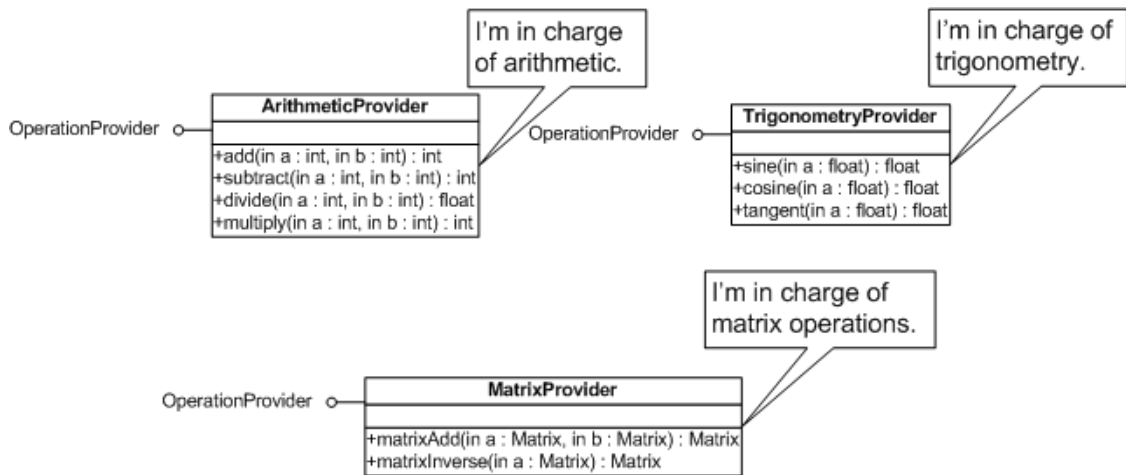 I'm in charge
of arithmetic.
I'm in charge of
trigonometry.
OperationProvider
ArithmeticProvider
+add(in a : int, in b : int) : int
+subtract(in a : int, in b : int) : int
+divide(in a : int, in b : int) : float
+multiply(in a : int, in b : int) : int
OperationProvider
TrigonometryProvider
+sine(in a : float) : float
+cosine(in a : float) : float
+tangent(in a : float) : float
I'm in charge of
matrix operations.
OperationProvider
MatrixProvider
+matrixAdd(in a : Matrix, in b : Matrix) : Matrix
+matrixInverse(in a : Matrix) : Matrix